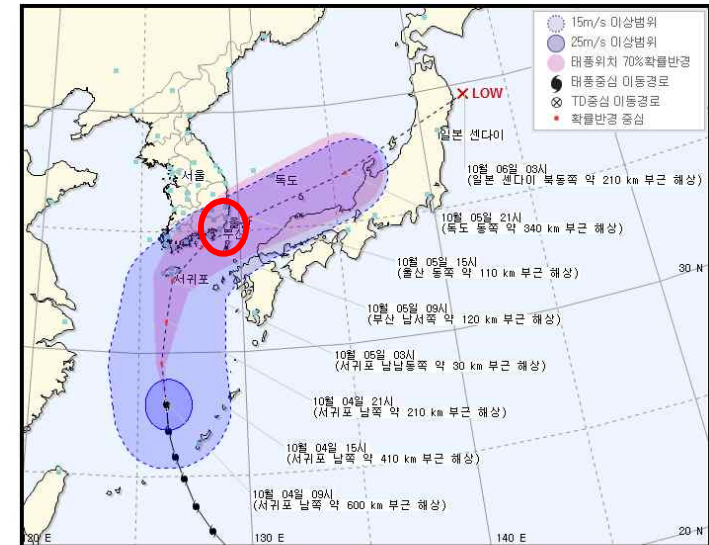 15m/s 이상범위
25m/s 이상범위
태풍위치 70%확률반경
태풍중심 이동경로
TD중심 이동경로
확률반경 중심
LOW
일본 센다이
서울
독도
부산
서귀포
10월 06일 03시
(일본 센다이 북동쪽 약 210 km 부근 해상)
10월 05일 21시
(독도 동쪽 약 340 km 부근 해상)
10월 05일 15시
(울산 동쪽 약 110 km 부근 해상)
30 N
10월 05일 09시
(부산 남서쪽 약 120 km 부근 해상)
10월 05일 03시
(서귀포 남남동쪽 약 30 km 부근 해상)
10월 04일 21시
(서귀포 남쪽 약 210 km 부근 해상)
10월 04일 15시
(서귀포 남쪽 약 410 km 부근 해상)
10월 04일 09시
(서귀포 남쪽 약 600 km 부근 해상)
120 E
130 E
140 E
20 N